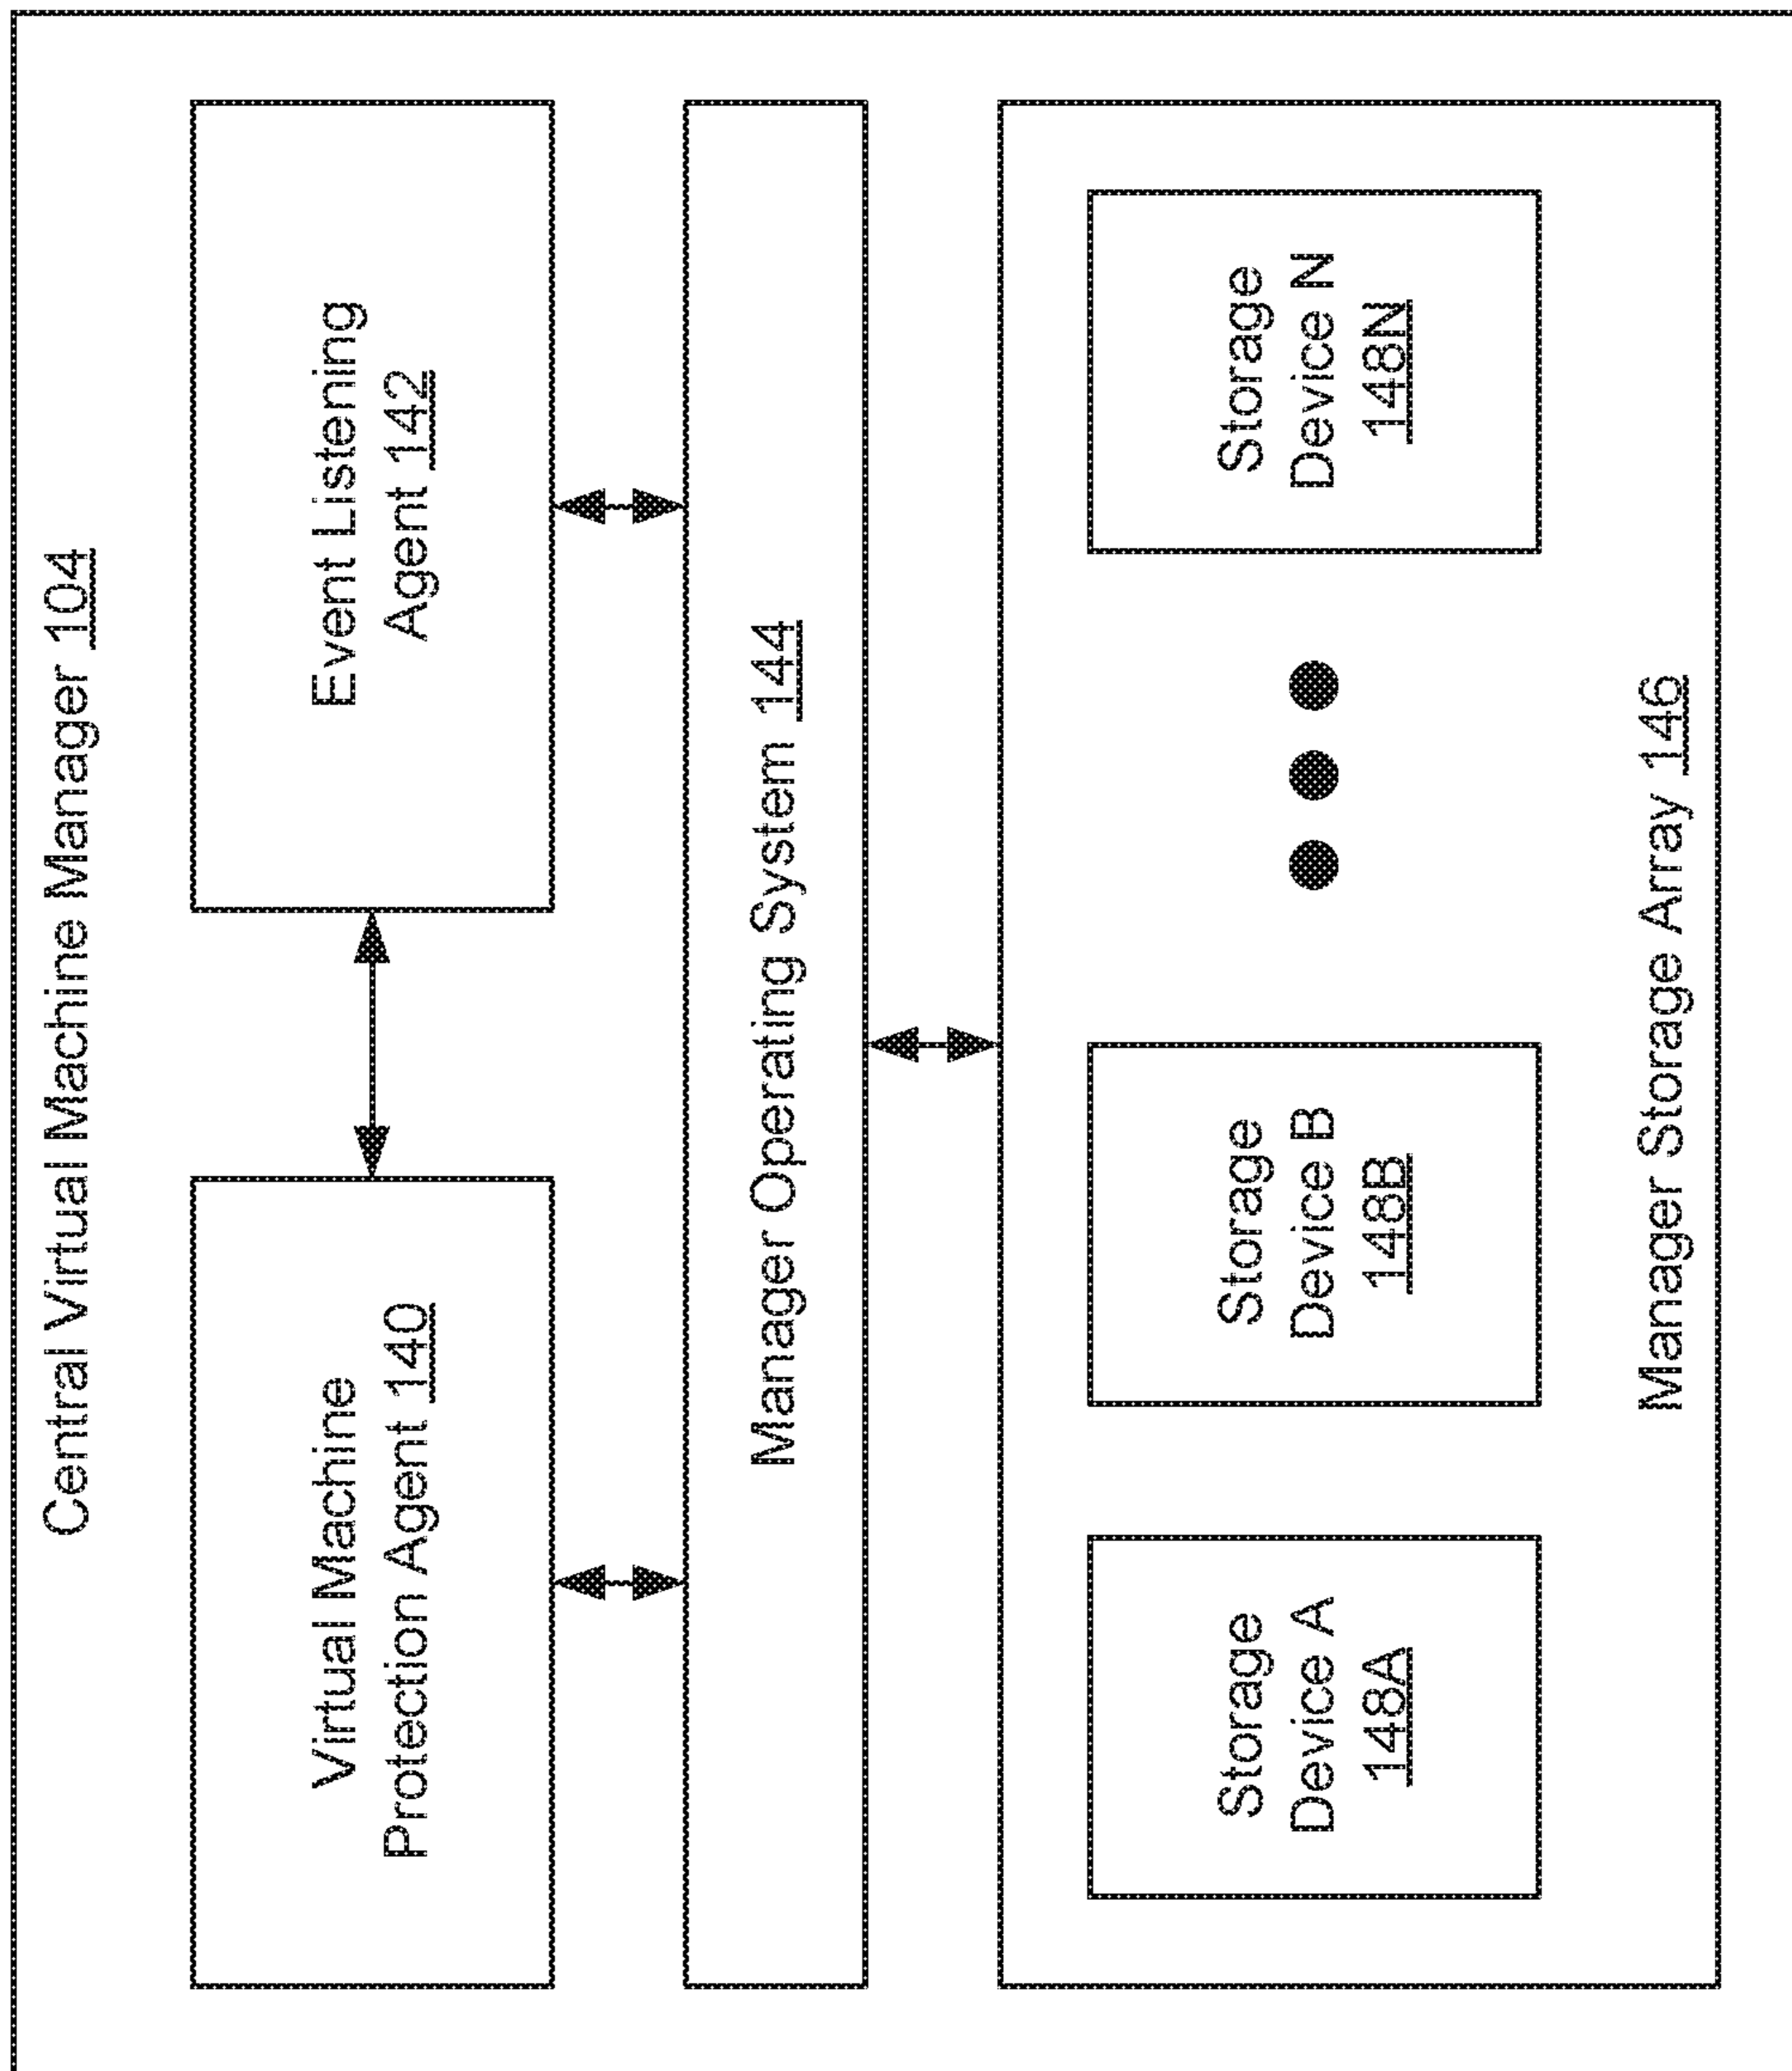 Central Virtual Machine Manager 104
Virtual Machine
Protection Agent 140
Event Listening
Agent 142
Manager Operating System 144
Storage
Device A
148A
Storage
Device B
148B
Storage
Device N
148N
Manager Storage Array 146